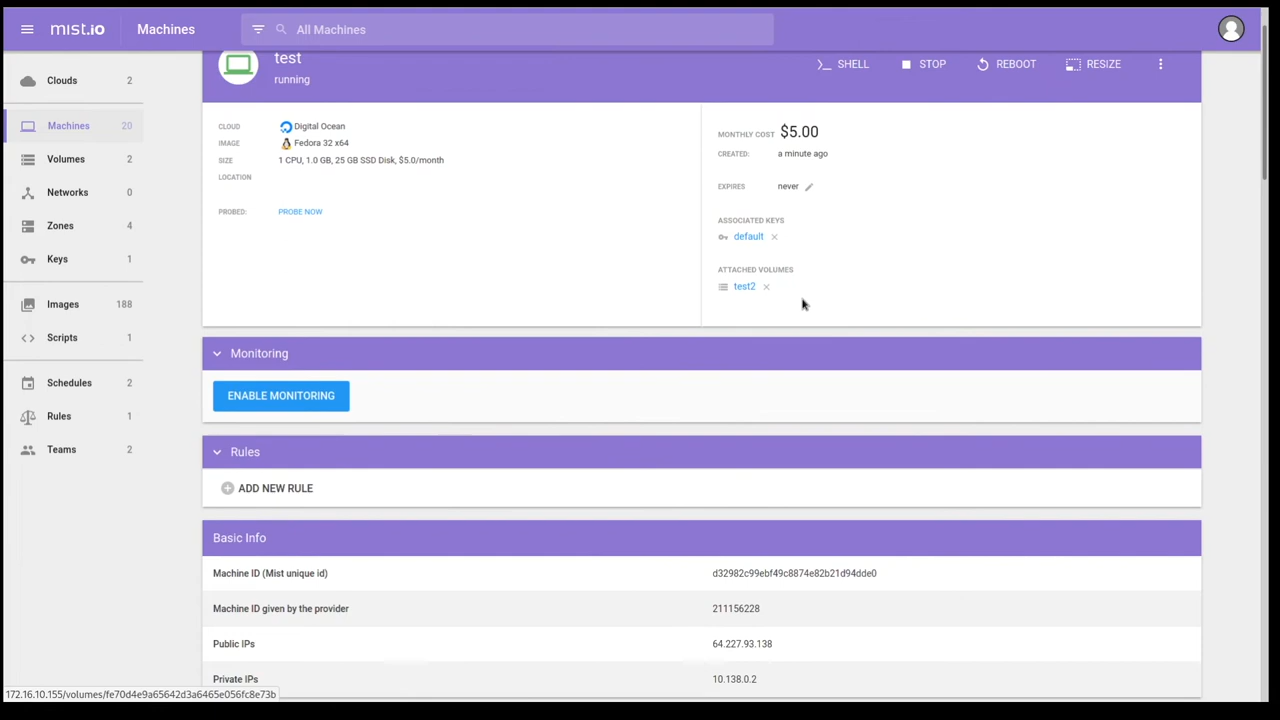 mist.io
Machines
All Machines
Clouds 2
Machines 20
Volumes 2
Networks 0
Zones 4
Keys 1
Images 188
Scripts 1
Schedules 2
Rules 1
Teams 2
test
running
SHELL
STOP
REBOOT
RESIZE
CLOUD Digital Ocean
IMAGE Fedora 32 x64
SIZE 1 CPU, 1.0 GB, 25 GB SSD Disk, $5.0/month
LOCATION
PROBED: PROBE NOW
MONTHLY COST $5.00
CREATED: a minute ago
EXPIRES never
ASSOCIATED KEYS
default
ATTACHED VOLUMES
test2
Monitoring
ENABLE MONITORING
Rules
ADD NEW RULE
Basic Info
Machine ID (Mist unique id) d32982c99ebf49c8874e82b21d94dde0
Machine ID given by the provider 211156228
Public IPs 64.227.93.138
Private IPs 10.138.0.2
172.16.10.155/volumes/fe70d4e9a65642d3a6465e056fc8e73b